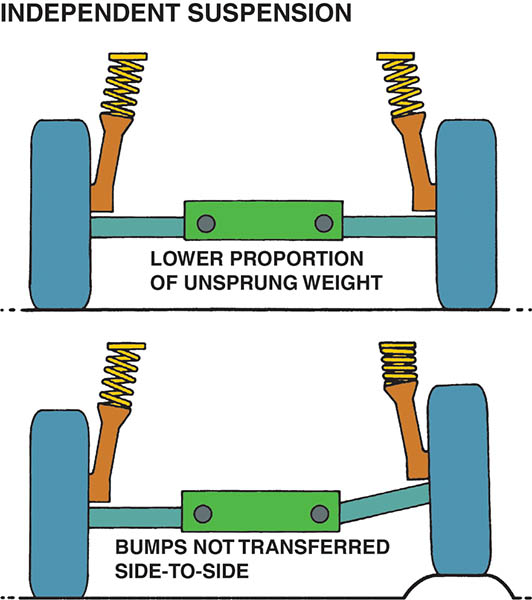 INDEPENDENT SUSPENSION
LOWER PROPORTION
OF UNSPRUNG WEIGHT
BUMPS NOT TRANSFERRED
SIDE-TO-SIDE